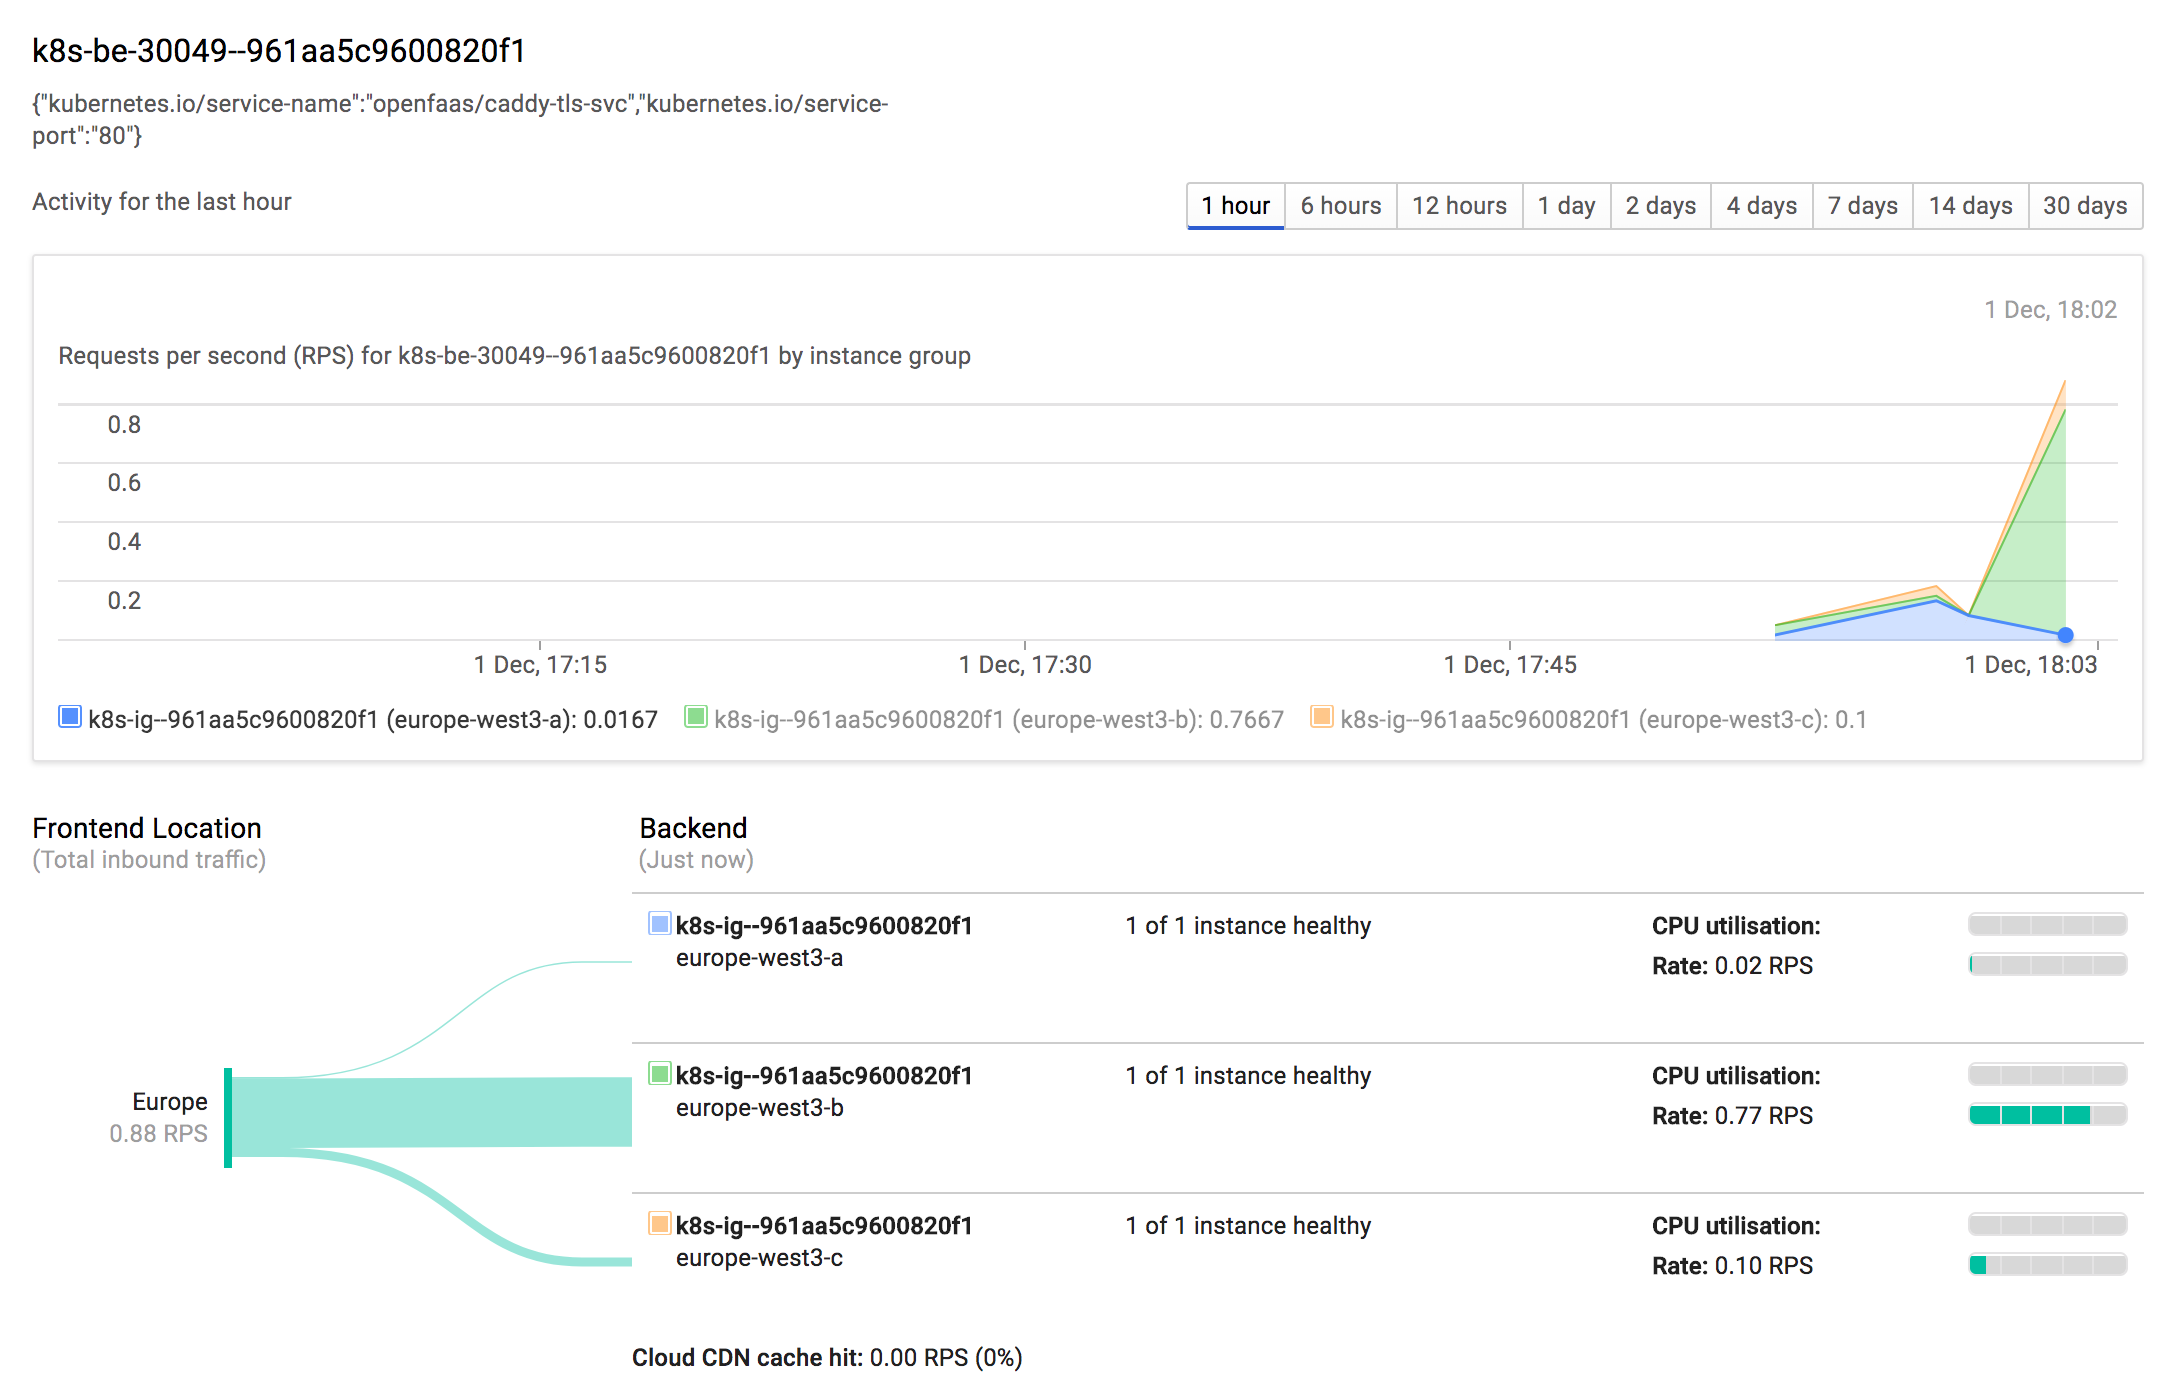 k8s-be-30049--961aa5c9600820f1
{"kubernetes.io/service-name":"openfaas/caddy-tls-svc","kubernetes.io/service-
port":"80"}
Activity for the last hour
1 hour 6 hours 12 hours 1 day 2 days 4 days 7 days 14 days 30 days
1 Dec, 18:02
Requests per second (RPS) for k8s-be-30049--961aa5c9600820f1 by instance group
0.8
0.6
0.4
0.2
1 Dec, 17:15 1 Dec, 17:30 1 Dec, 17:45 1 Dec, 18:03
k8s-ig--961aa5c9600820f1 (europe-west3-a): 0.0167 k8s-ig--961aa5c9600820f1 (europe-west3-b): 0.7667 k8s-ig--961aa5c9600820f1 (europe-west3-c): 0.1
Frontend Location
(Total inbound traffic)
Europe
0.88 RPS
Backend
(Just now)
k8s-ig--961aa5c9600820f1 1 of 1 instance healthy CPU utilisation:
europe-west3-a Rate: 0.02 RPS
k8s-ig--961aa5c9600820f1 1 of 1 instance healthy CPU utilisation:
europe-west3-b Rate: 0.77 RPS
k8s-ig--961aa5c9600820f1 1 of 1 instance healthy CPU utilisation:
europe-west3-c Rate: 0.10 RPS
Cloud CDN cache hit: 0.00 RPS (0%)